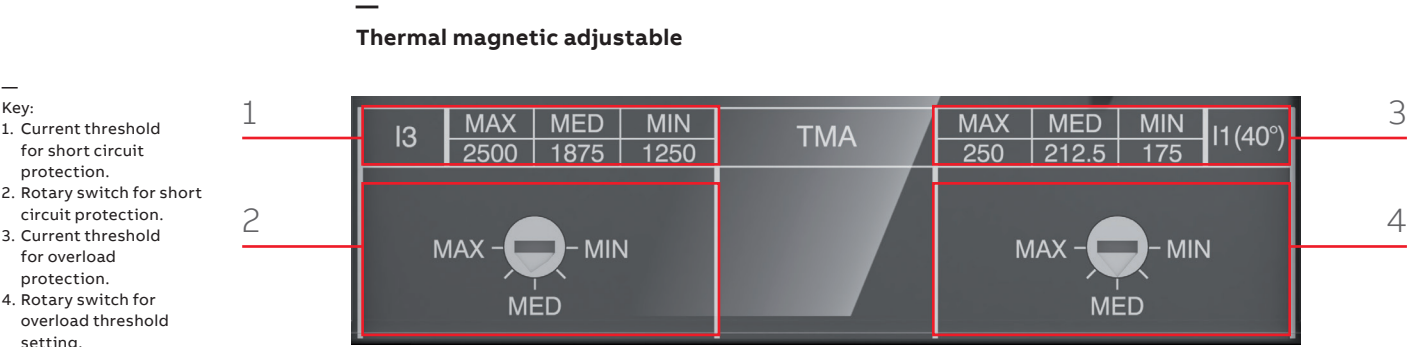 Thermal magnetic adjustable
Key:
1. Current threshold
for short circuit
protection.
2. Rotary switch for short
circuit protection.
3. Current threshold
for overload
protection.
4. Rotary switch for
overload threshold
setting.
1
I3 MAX MED MIN
2500 1875 1250
TMA
MAX MED MIN I1 (40°)
250 212.5 175
3
2
MAX MIN
MED
MAX MIN
MED
4